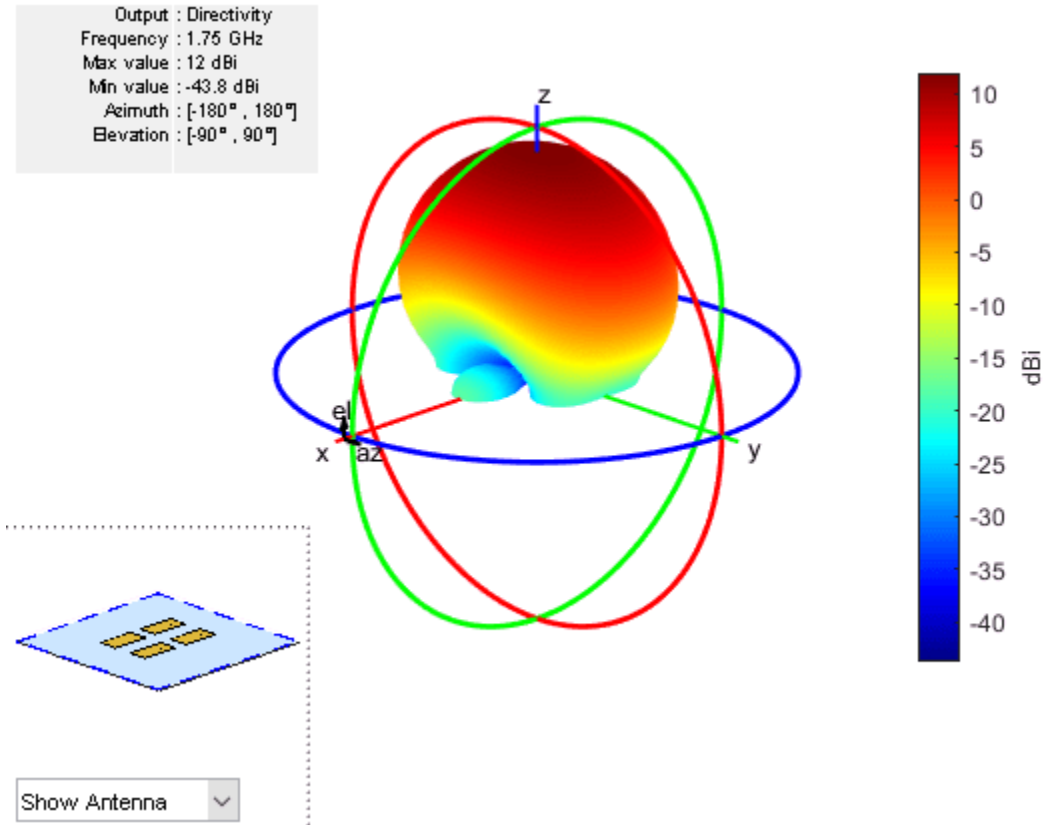 Output : Directivity
Frequency : 1.75 GHz
Max value : 12 dBi
Min value : -43.8 dBi
Azimuth : [-180° , 180°]
Elevation : [-90° , 90°]
z
el
x az
y
10
5
0
-5
-10
-15
-20
-25
-30
-35
-40
dBi
Show Antenna